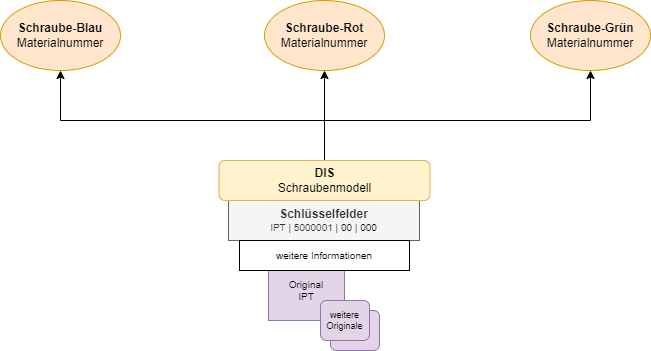 Schraube-Blau
Materialnummer
Schraube-Rot
Materialnummer
Schraube-Grün
Materialnummer
DIS
Schraubenmodell
Schlüsselfelder
IPT | 5000001 | 00 | 000
weitere Informationen
Original
IPT
weitere
Originale